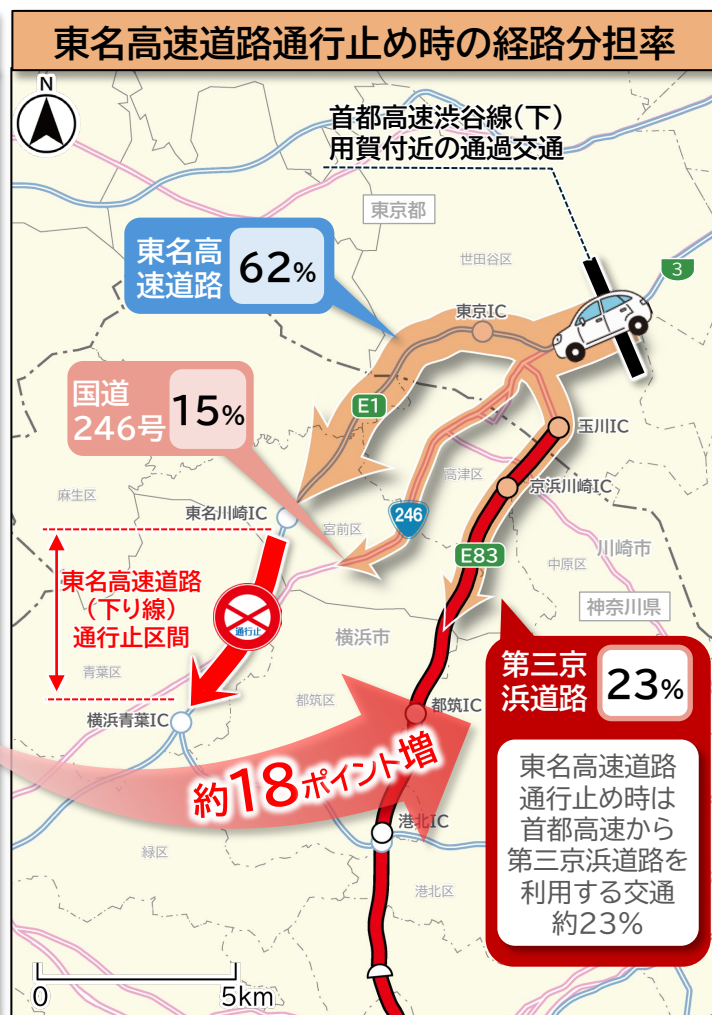 東名高速道路通行止め時の経路分担率
N
首都高速渋谷線(下)
用賀付近の通過交通
東京都
東名高
速道路
62%
世田谷区
3
東京IC
国道
246号
15%
E1
玉川IC
高津区
京浜川崎IC
麻生区
東名川崎IC
宮前区
246
E83
川崎市
中原区
東名高速道路
(下り線)
通行止区間
通行止
神奈川県
横浜市
青葉区
第三京
浜道路
23%
都筑区
都筑IC
横浜青葉IC
約18ポイント増
東名高速道路
通行止め時は
首都高速から
第三京浜道路を
利用する交通
約23%
港北IC
緑区
港北区
0
5km